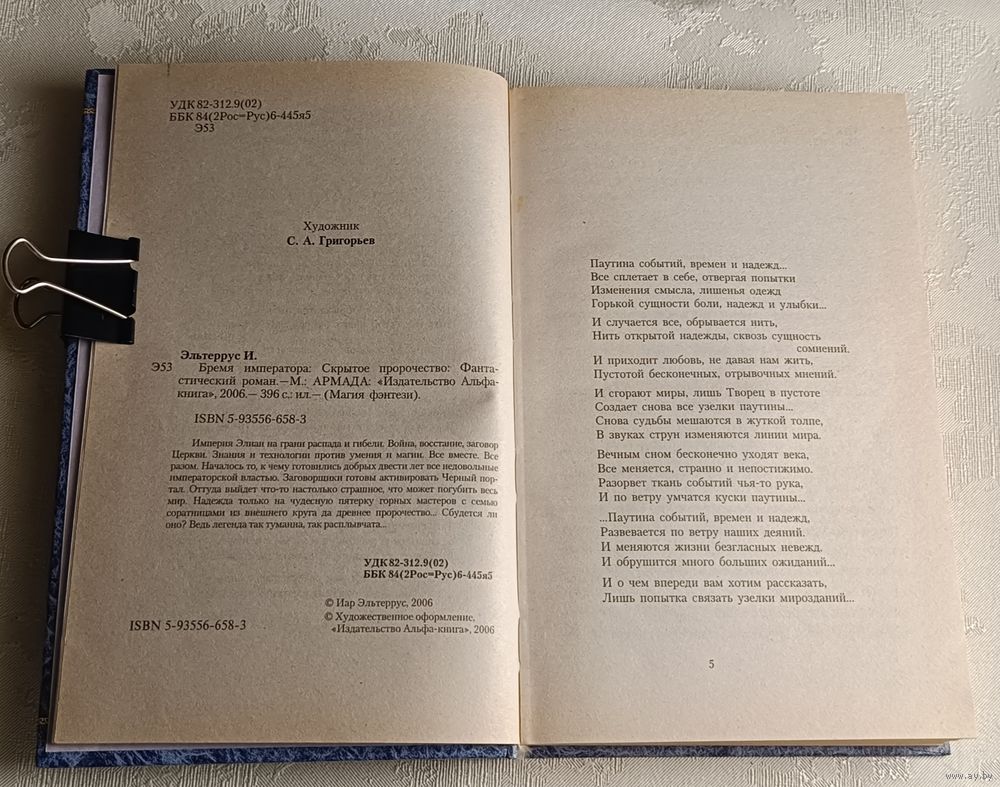 УДК 82-312.9(02)
ББК 84(2Рос=Рус)6-445я5
Э53
Художник
С. А. Григорьев
Эльтеррус И.
Э53 Бремя императора: Скрытое пророчество: Фанта-
стический роман.— М.: АРМАДА: «Издательство Альфа-
книга», 2006.— 396 с.: ил.— (Магия фэнтези).
ISBN 5-93556-658-3
Империя Элиан на грани распада и гибели. Война, восстание, заговор
Церкви. Знания и технологии против умения и магии. Все вместе. Все
разом. Началось то, к чему готовились добрых двести лет все недовольные
императорской властью. Заговорщики готовы активировать Черный пор-
тал. Оттуда выйдет что-то настолько страшное, что может погубить весь
мир. Надежда только на чудесную пятерку горных мастеров с семью
соратницами из внешнего круга да древнее пророчество... Сбудется ли
оно? Ведь легенда так туманна, так расплывчата...
УДК 82-312.9(02)
ББК 84(2Рос=Рус)6-445я5
© Иар Эльтеррус, 2006
© Художественное оформление.
«Издательство Альфа-книга», 2006
ISBN 5-93556-658-3
Паутина событий, времен и надежд...
Все сплетает в себе, отвергая попытки
Изменения смысла, лишенья одежд
Горькой сущности боли, надежд и улыбки...
И случается все, обрывается нить,
Нить открытой надежды, сквозь сущность
сомнений.
И приходит любовь, не давая нам жить,
Пустотой бесконечных, отрывочных мнений.
И сгорают миры, лишь Творец в пустоте
Создает снова все узелки паутины...
Снова судьбы мешаются в жуткой толпе,
В звуках струн изменяются линии мира.
Вечным сном бесконечно уходят века,
Все меняется, странно и непостижимо.
Разорвет ткань событий чья-то рука,
И по ветру умчатся куски паутины...
...Паутина событий, времен и надежд,
Развевается по ветру наших деяний.
И меняются жизни безгласных невежд.
И обрушится много больших ожиданий...
И о чем впереди вам хотим рассказать,
Лишь попытка связать узелки мирозданий...
5
www.ay.by